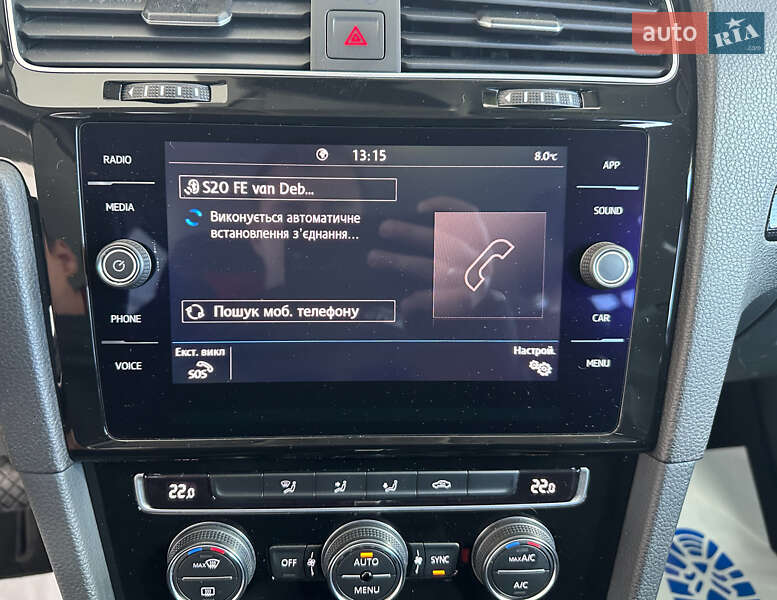 auto RIA
.com
13:15
8.0°C
RADIO
APP
S20 FE van Deb...
MEDIA
SOUND
Виконується автоматичне
встановлення з'єднання...
PHONE
Пошук моб. телефону
CAR
VOICE
Екст. викл
SOS
Настрой.
MENU
22.0
22.0
MAX
OFF
AUTO
SYNC
MAX A/C
MENU
A/C